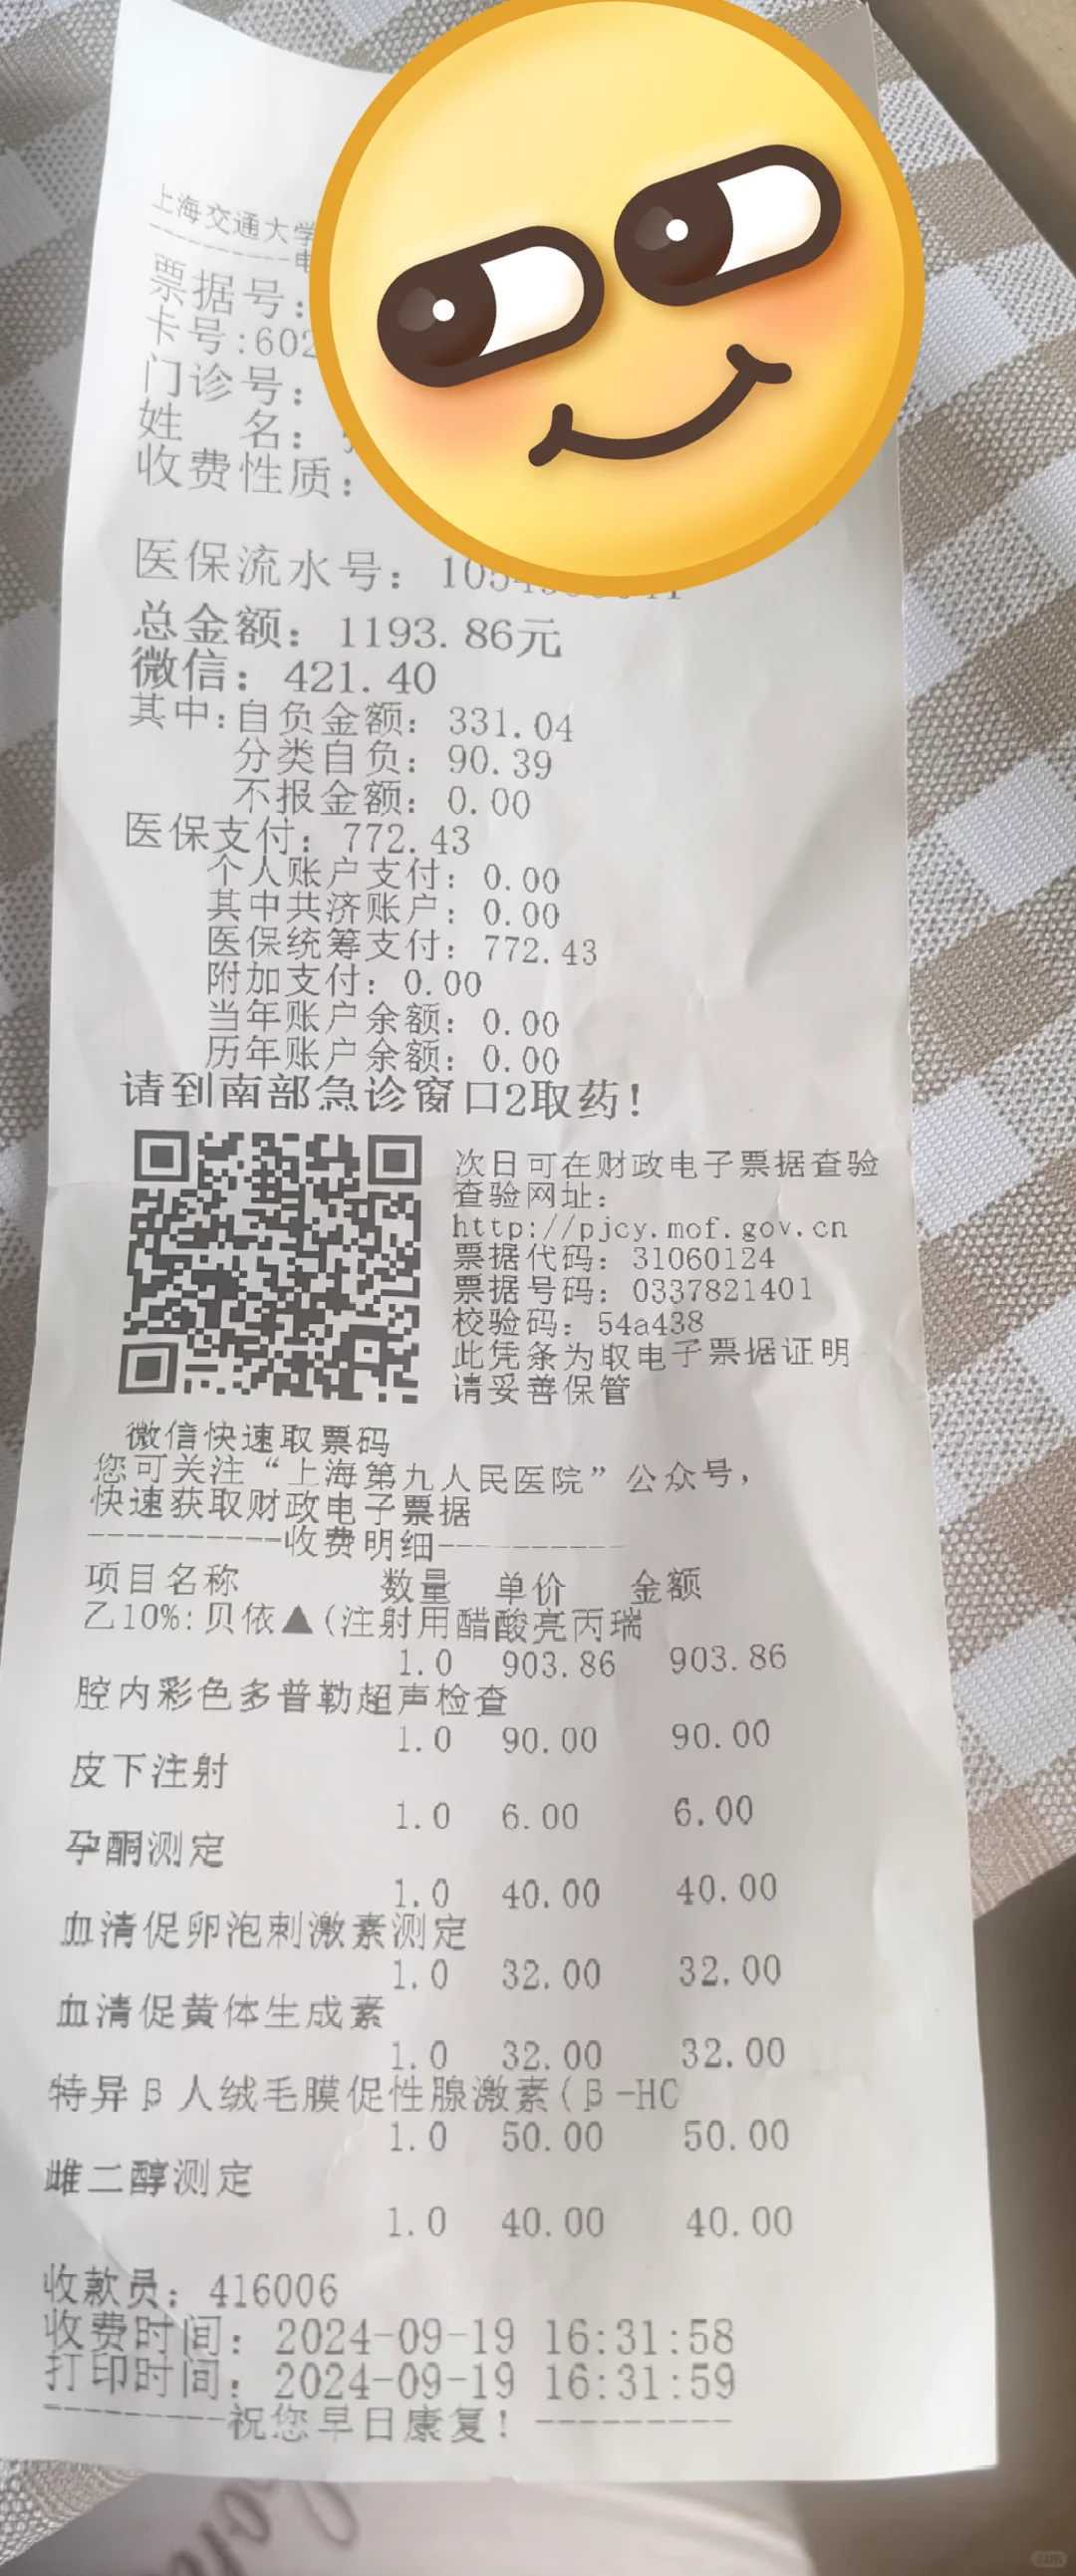 上海交通大学
票据号:
卡号:602
门诊号:
姓 名:
收费性质:
医保流水号: 105
总金额: 1193.86元
微信: 421.40
其中:自负金额: 331.04
分类自负: 90.39
不报金额: 0.00
医保支付: 772.43
个人账户支付: 0.00
其中共济账户: 0.00
医保统筹支付: 772.43
附加支付: 0.00
当年账户余额: 0.00
历年账户余额: 0.00
请到南部急诊窗口2取药!
次日可在财政电子票据查验
查验网址:
http://pjcy.mof.gov.cn
票据代码: 31060124
票据号码: 0337821401
校验码: 54a438
此凭条为取电子票据证明
请妥善保管
微信快速取票码
您可关注“上海第九人民医院”公众号,
快速获取财政电子票据
----------收费明细----------
项目名称 数量 单价 金额
乙10%:贝依▲(注射用醋酸亮丙瑞
1.0 903.86 903.86
腔内彩色多普勒超声检查
1.0 90.00 90.00
皮下注射
1.0 6.00 6.00
孕酮测定
1.0 40.00 40.00
血清促卵泡刺激素测定
1.0 32.00 32.00
血清促黄体生成素
1.0 32.00 32.00
特异β人绒毛膜促性腺激素(β-HC
1.0 50.00 50.00
雌二醇测定
1.0 40.00 40.00
收款员: 416006
收费时间: 2024-09-19 16:31:58
打印时间: 2024-09-19 16:31:59
---------祝您早日康复! ----------